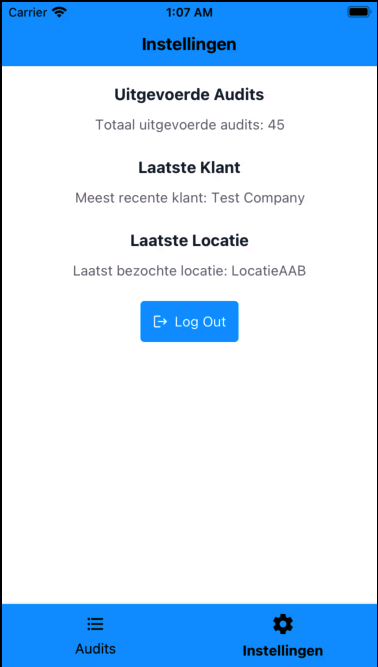 Carrier 1:07 AM
Instellingen
Uitgevoerde Audits
Totaal uitgevoerde audits: 45
Laatste Klant
Meest recente klant: Test Company
Laatste Locatie
Laatst bezochte locatie: LocatieAAB
Log Out
Audits
Instellingen